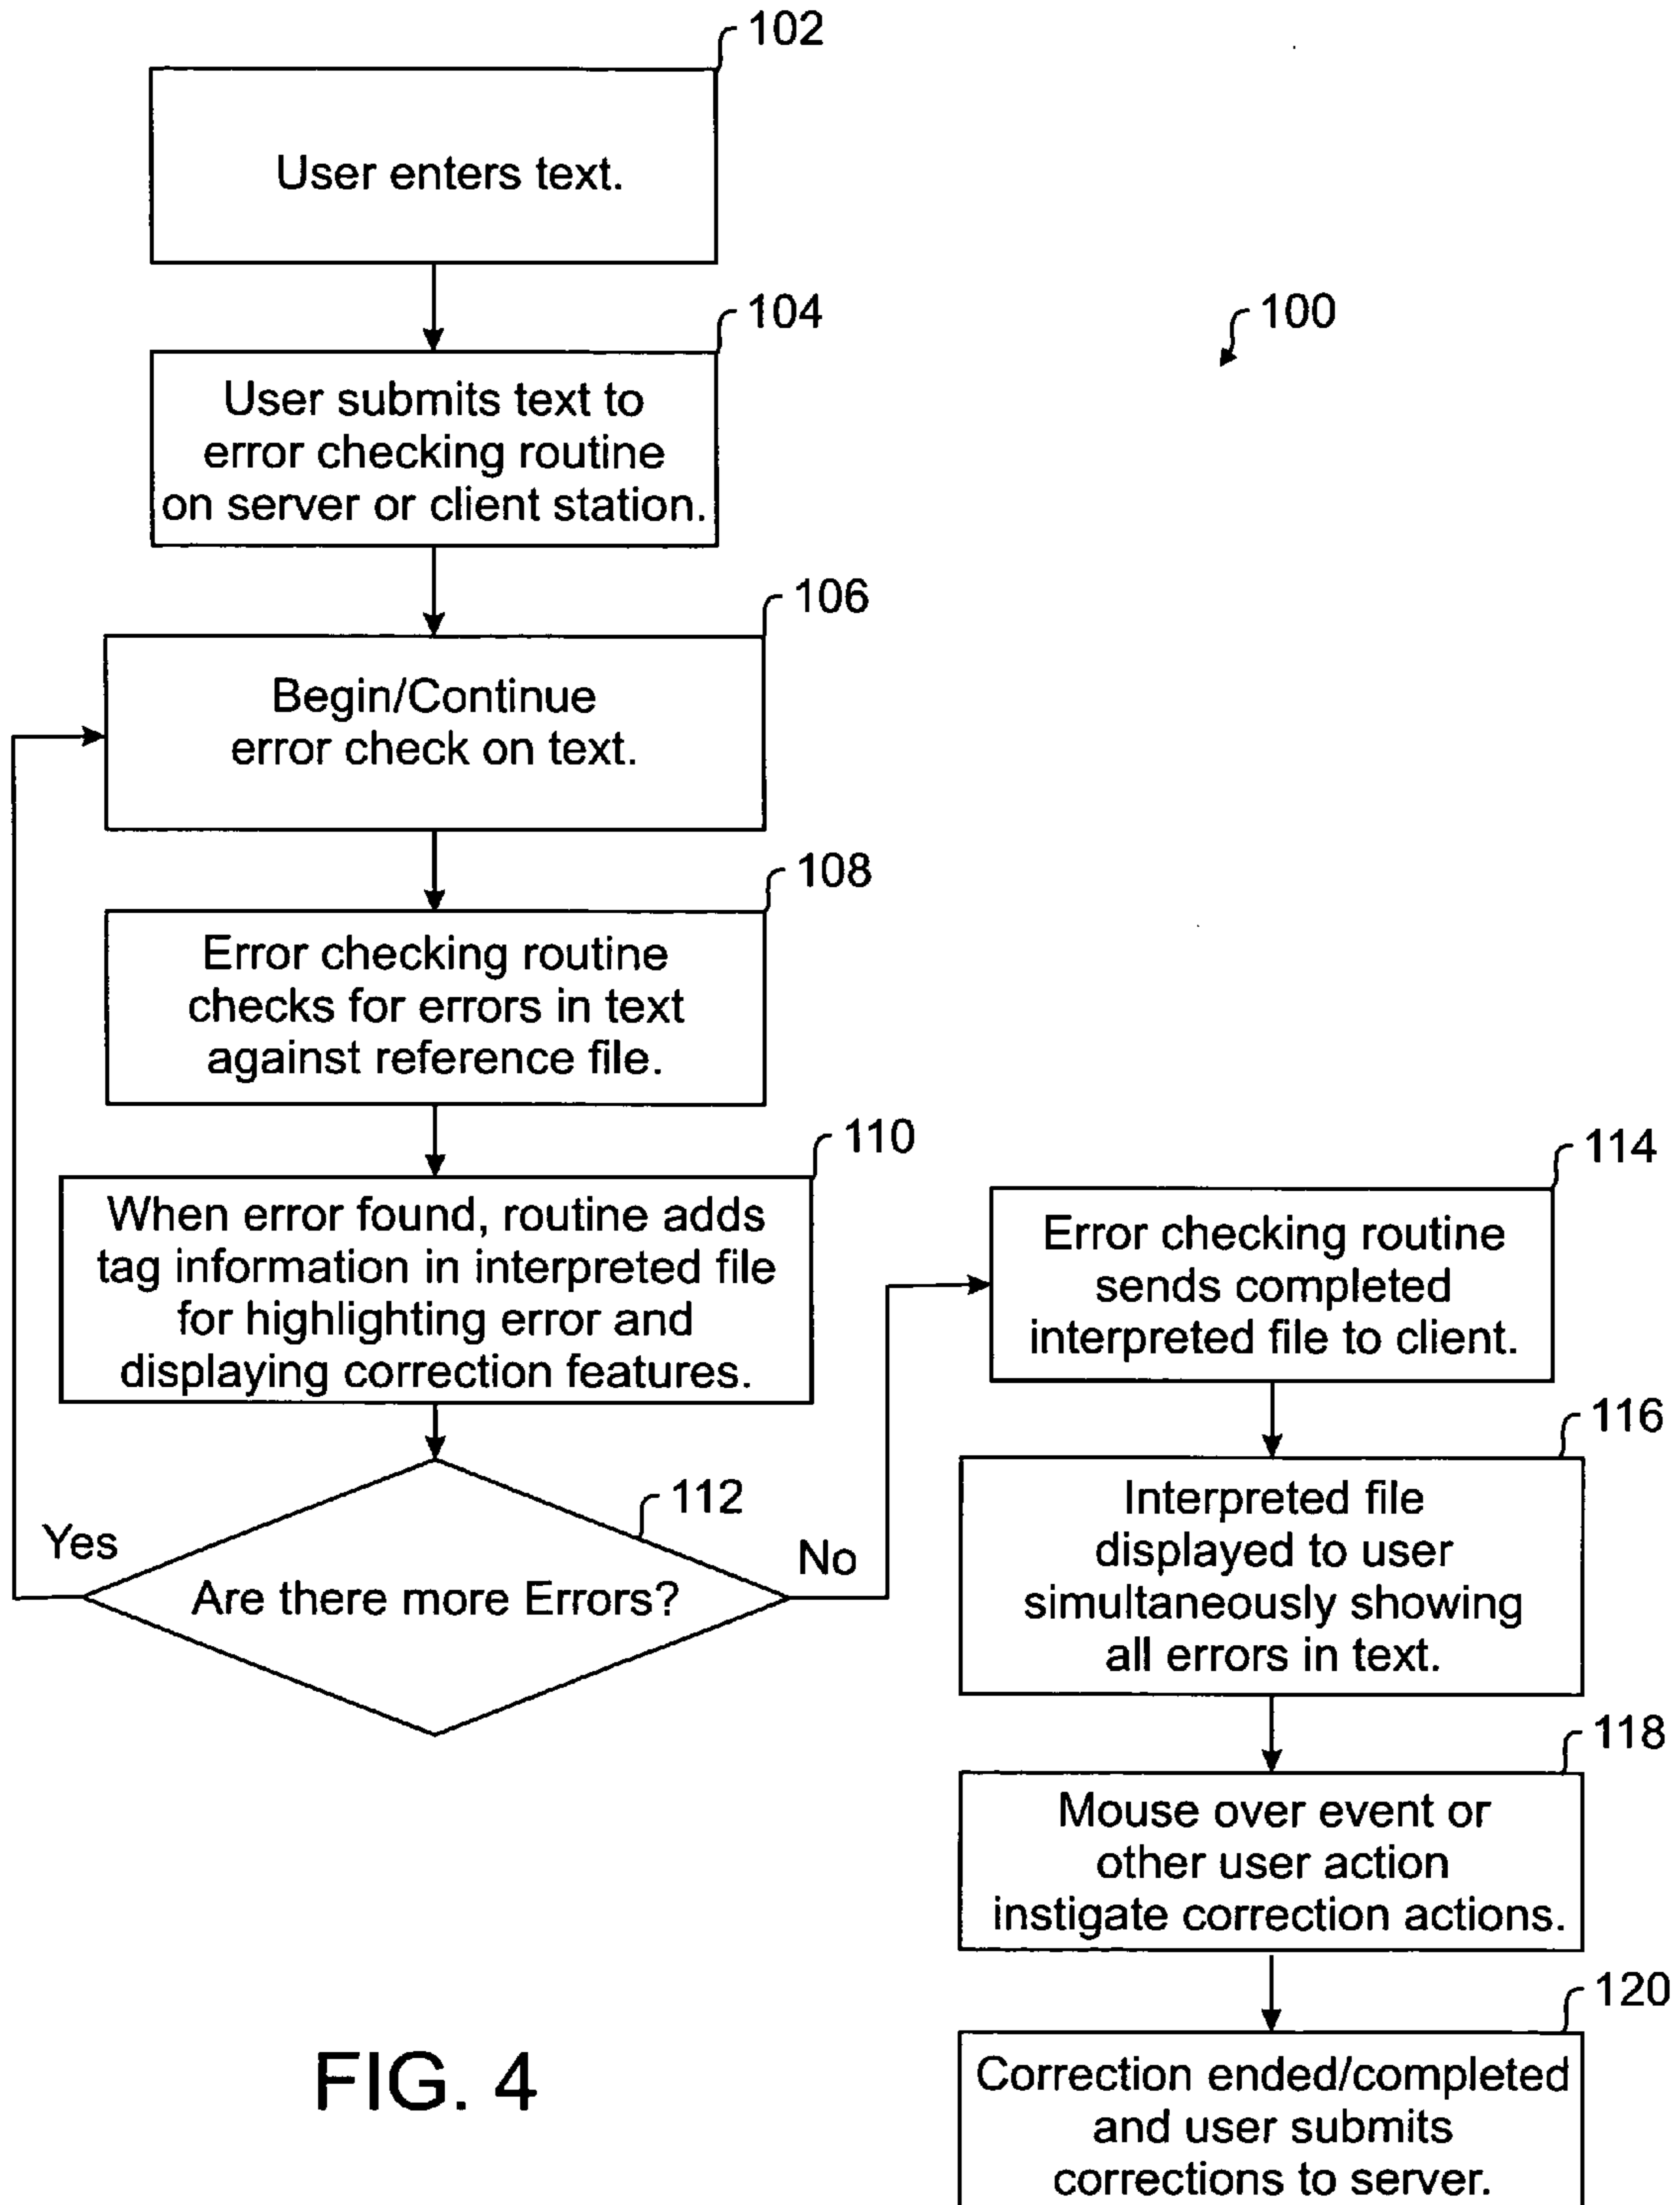 102
User enters text.
104
100
User submits text to
error checking routine
on server or client station.
106
Begin/Continue
error check on text.
108
Error checking routine
checks for errors in text
against reference file.
110
When error found, routine adds
tag information in interpreted file
for highlighting error and
displaying correction features.
112
Yes
Are there more Errors?
No
114
Error checking routine
sends completed
interpreted file to client.
116
Interpreted file
displayed to user
simultaneously showing
all errors in text.
118
Mouse over event or
other user action
instigate correction actions.
120
Correction ended/completed
and user submits
corrections to server.
FIG. 4